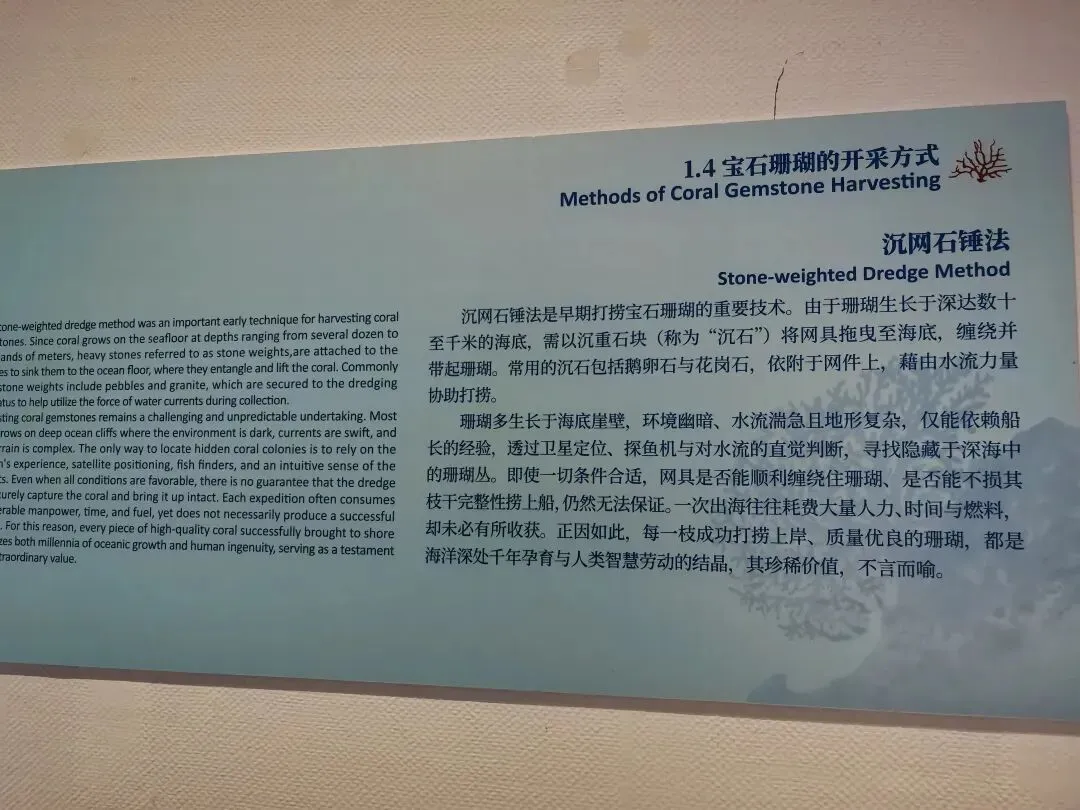 1.4 宝石珊瑚的开采方式
Methods of Coral Gemstone Harvesting
沉网石锤法
Stone-weighted Dredge Method
沉网石锤法是早期打捞宝石珊瑚的重要技术。由于珊瑚生长于深达数十
至千米的海底，需以沉重石块（称为“沉石”）将网具拖曳至海底，缠绕并
带起珊瑚。常用的沉石包括鹅卵石与花岗石，依附于网件上，藉由水流力量
协助打捞。
珊瑚多生长于海底崖壁，环境幽暗、水流湍急且地形复杂，仅能依赖船
长的经验，透过卫星定位、探鱼机与对水流的直觉判断，寻找隐藏于深海中
的珊瑚丛。即使一切条件合适，网具是否能顺利缠绕住珊瑚、是否能不损其
枝干完整性捞上船，仍然无法保证。一次出海往往耗费大量人力、时间与燃料，
却未必有所收获。正因如此，每一枝成功打捞上岸、质量优良的珊瑚，都是
海洋深处千年孕育与人类智慧劳动的结晶，其珍稀价值，不言而喻。
tone-weighted dredge method was an important early technique for harvesting coral
tones. Since coral grows on the seafloor at depths ranging from several dozen to
ands of meters, heavy stones referred to as stone weights,are attached to the
es to sink them to the ocean floor, where they entangle and lift the coral. Commonly
stone weights include pebbles and granite, which are secured to the dredging
atus to help utilize the force of water currents during collection.
sting coral gemstones remains a challenging and unpredictable undertaking. Most
rows on deep ocean cliffs where the environment is dark, currents are swift, and
rrain is complex. The only way to locate hidden coral colonies is to rely on the
n's experience, satellite positioning, fish finders, and an intuitive sense of the
ts. Even when all conditions are favorable, there is no guarantee that the dredge
urely capture the coral and bring it up intact. Each expedition often consumes
erable manpower, time, and fuel, yet does not necessarily produce a successful
. For this reason, every piece of high-quality coral successfully brought to shore
zes both millennia of oceanic growth and human ingenuity, serving as a testament
traordinary value.